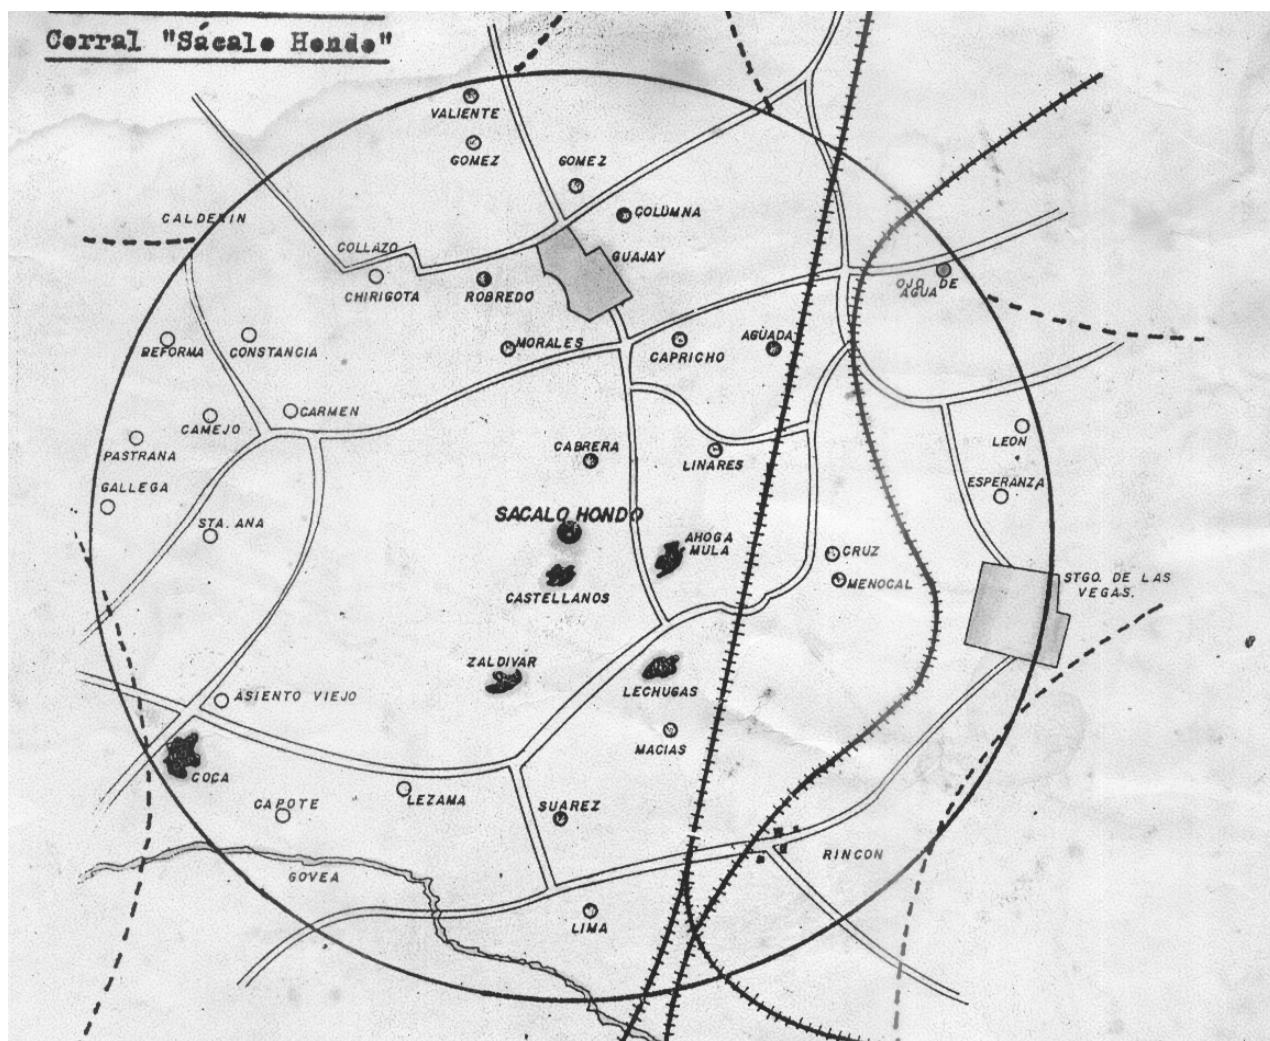 Corral "Sácalo Hondo"
VALIENTE
GOMEZ
GOMEZ
COLUMNA
CALDERIN
COLLAZO
GUAJAY
CHIRIGOTA
ROBREDO
OJO DE
AGUA
REFORMA
CONSTANCIA
MORALES
CAPRICHO
AGUADA
CARMEN
CAMEJO
PASTRANA
CABRERA
LINARES
LEON
GALLEGA
ESPERANZA
STA. ANA
SACALO HONDO
AHOGA
MULA
CRUZ
MENOCAL
CASTELLANOS
STGO. DE LAS
VEGAS.
ZALDIVAR
LECHUGAS
ASIENTO VIEJO
MACIAS
COCA
CAPOTE
LEZAMA
SUAREZ
RINCON
GOVEA
LIMA